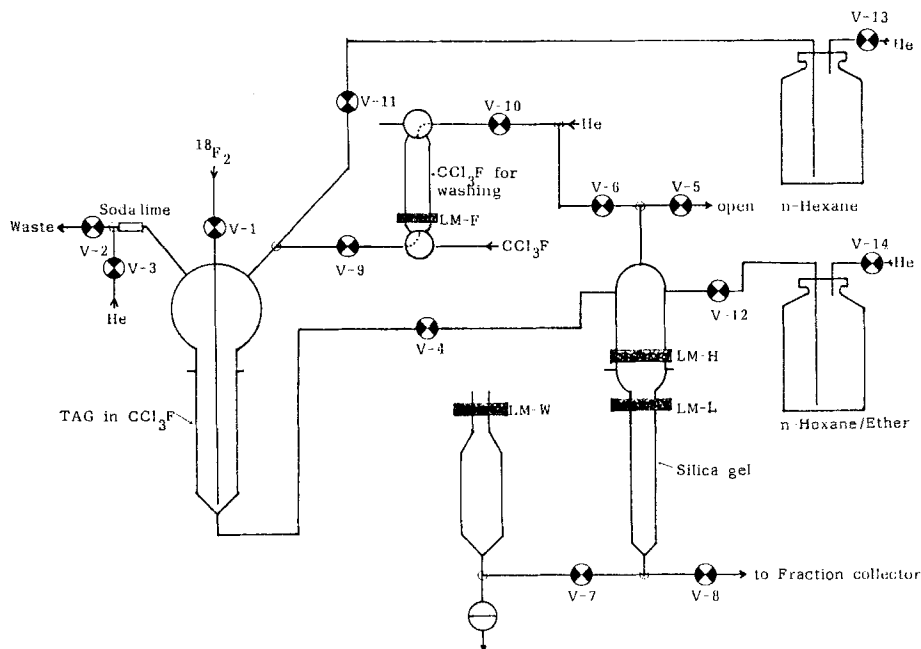 V-13
He
V-11
V-10
He
18F2
CCl3F for
washing
V-6
V-5
open
n-Hexane
Soda lime
Waste
V-1
LM-F
V-2
V-3
V-9
CCl3F
V-14
He
He
V-12
V-4
LM-H
TAG in CCl3F
LM-W
LM-L
n-Hoxane/Ether
Silica gel
to Fraction collector
V-7
V-8